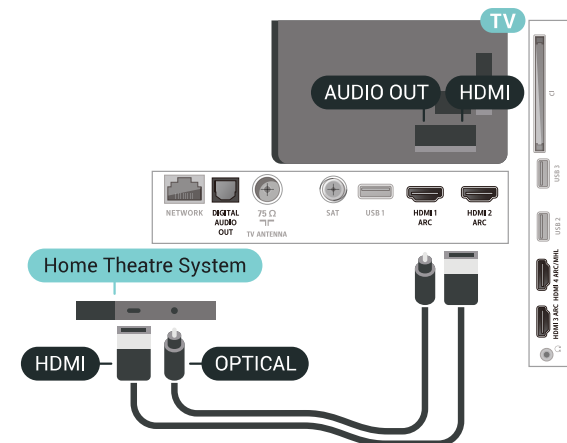 TV
AUDIO OUT
HDMI
CI
USB 3
USB 2
HDMI 4 ARC/MHL
HDMI 3 ARC
NETWORK
DIGITAL
AUDIO
OUT
75 Ω
TV ANTENNA
SAT
USB 1
HDMI 1
ARC
HDMI 2
ARC
Home Theatre System
HDMI
OPTICAL